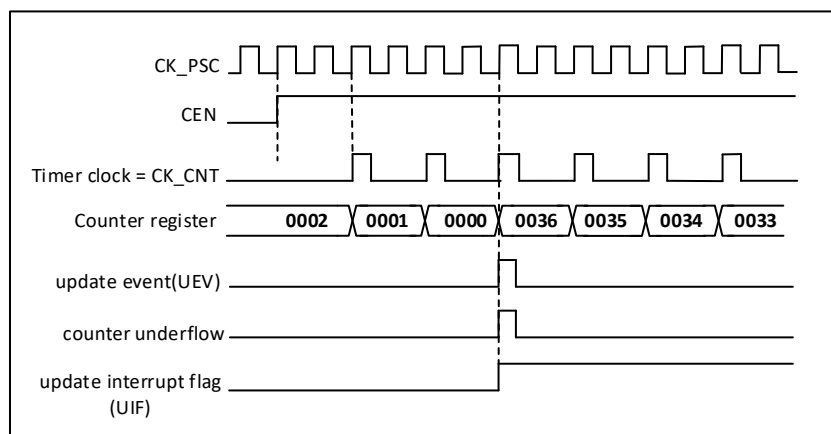 CK_PSC
CEN
Timer clock = CK_CNT
Counter register 0002 0001 0000 0036 0035 0034 0033
update event(UEV)
counter underflow
update interrupt flag
(UIF)